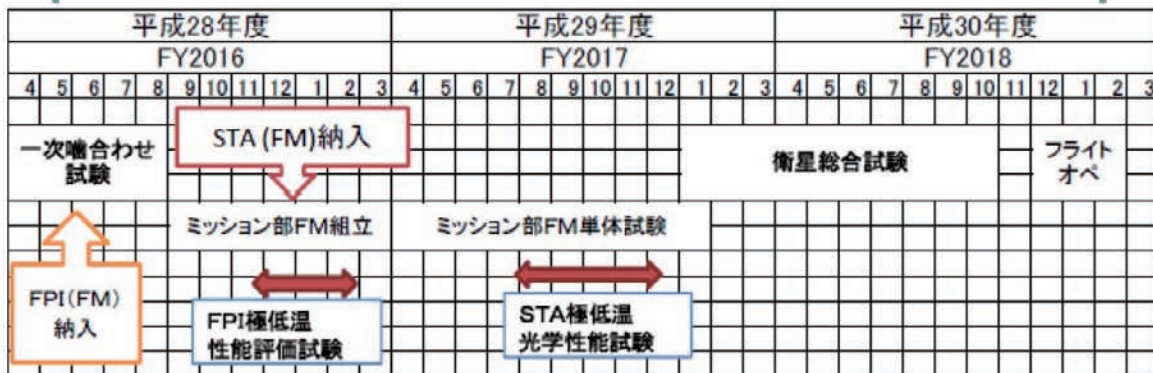 平成28年度 平成29年度 平成30年度
FY2016 FY2017 FY2018
4 5 6 7 8 9 10 11 12 1 2 3 4 5 6 7 8 9 10 11 12 1 2 3 4 5 6 7 8 9 10 11 12 1 2 3
一次噛合わせ
試験
STA (FM)納入
衛星総合試験
フライト
オペ
ミッション部FM組立
ミッション部FM単体試験
FPI(FM)
納入
FPI極低温
性能評価試験
STA極低温
光学性能試験